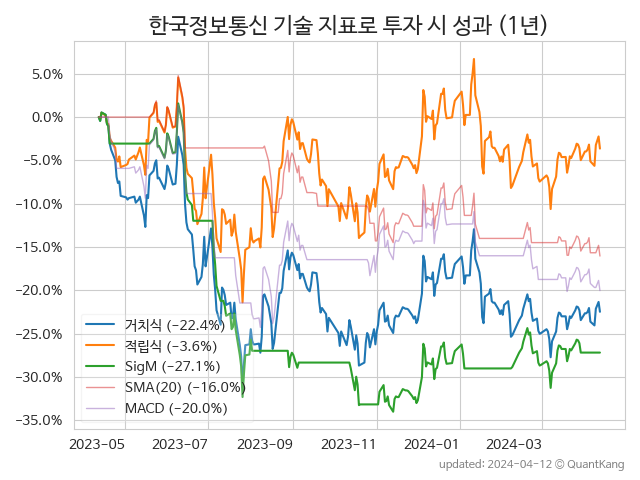 한국정보통신 기술 지표로 투자 시 성과 (1년)
5.0%
0.0%
−5.0%
−10.0%
−15.0%
−20.0%
−25.0%
−30.0%
−35.0%
거치식 (−22.4%)
적립식 (−3.6%)
SigM (−27.1%)
SMA(20) (−16.0%)
MACD (−20.0%)
2023-05 2023-07 2023-09 2023-11 2024-01 2024-03
updated: 2024-04-12 © QuantKang